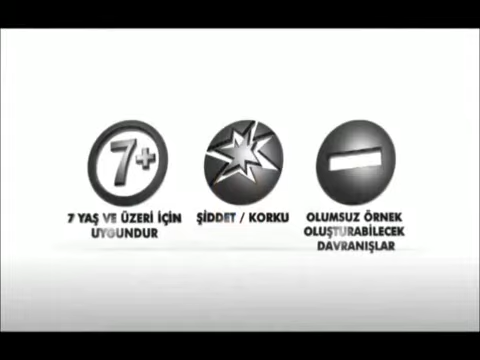 7+
7 YAŞ VE ÜZERİ İÇİN
UYGUNDUR
ŞİDDET / KORKU
OLUMSUZ ÖRNEK
OLUŞTURABİLECEK
DAVRANIŞLAR